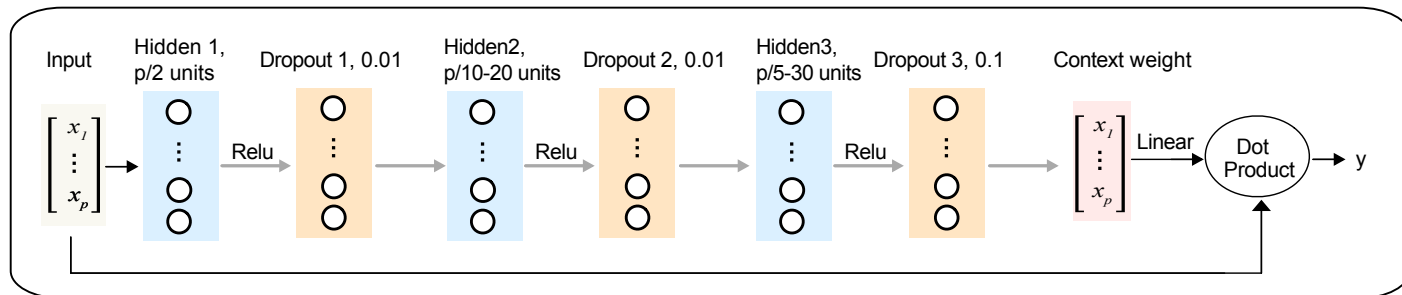 Input
x1
⋮
xp
Hidden 1,
p/2 units
Relu
Dropout 1, 0.01
Hidden2,
p/10-20 units
Relu
Dropout 2, 0.01
Hidden3,
p/5-30 units
Relu
Dropout 3, 0.1
Context weight
x1
⋮
xp
Linear
Dot
Product
y